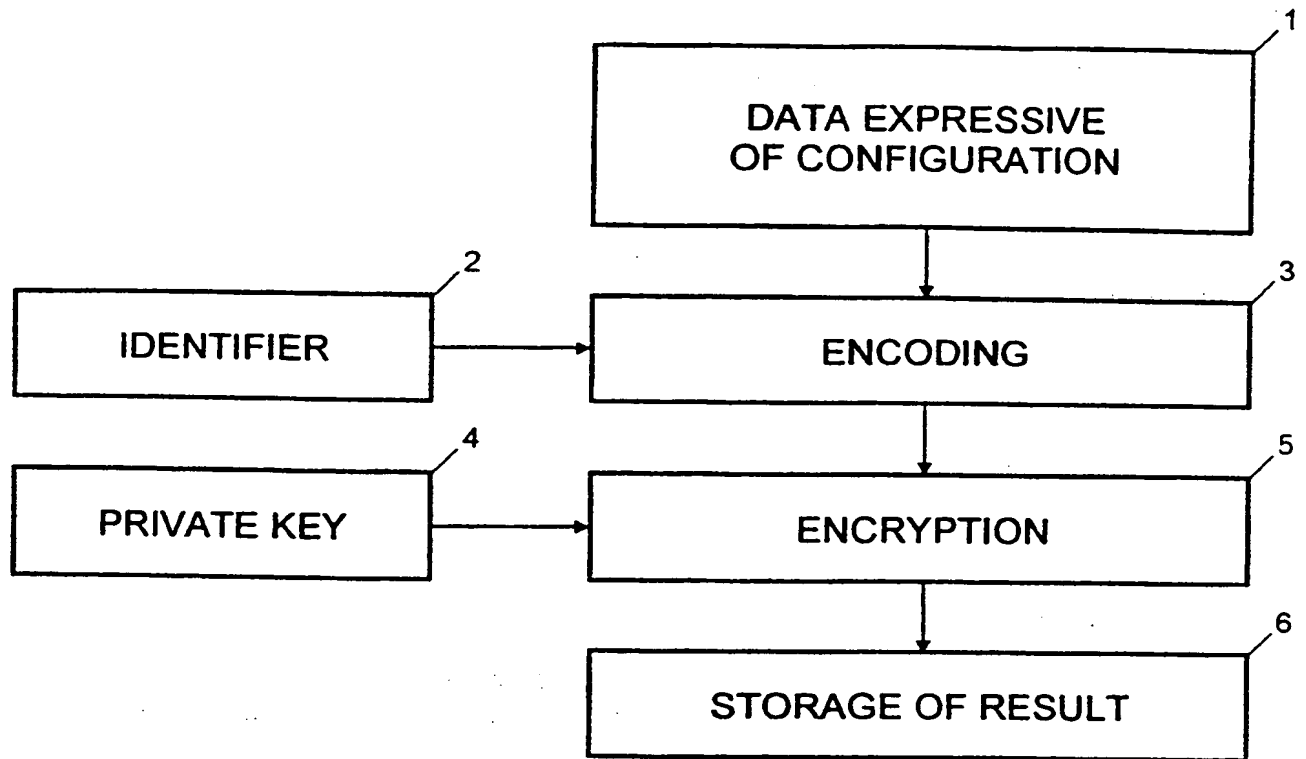 1
DATA EXPRESSIVE
OF CONFIGURATION
2
IDENTIFIER
3
ENCODING
4
PRIVATE KEY
5
ENCRYPTION
6
STORAGE OF RESULT